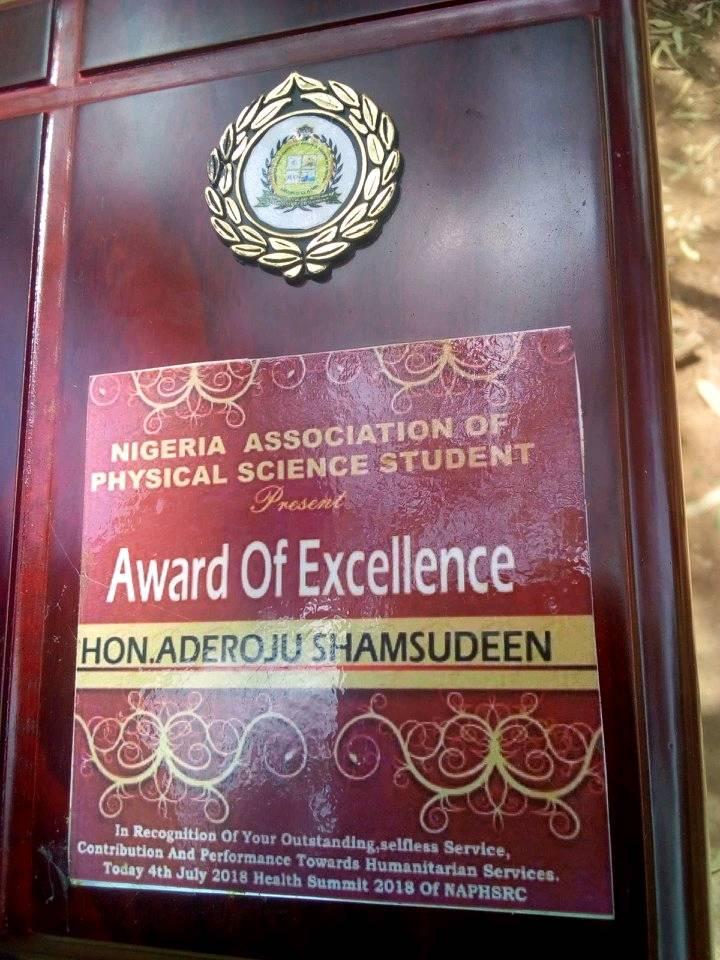 NIGERIA ASSOCIATION OF
PHYSICAL SCIENCE STUDENT
Present
Award Of Excellence
HON.ADEROJU SHAMSUDEEN
In Recognition Of Your Outstanding,selfless Service,
Contribution And Performance Towards Humanitarian Services.
Today 4th July 2018 Health Summit 2018 Of NAPHSRC